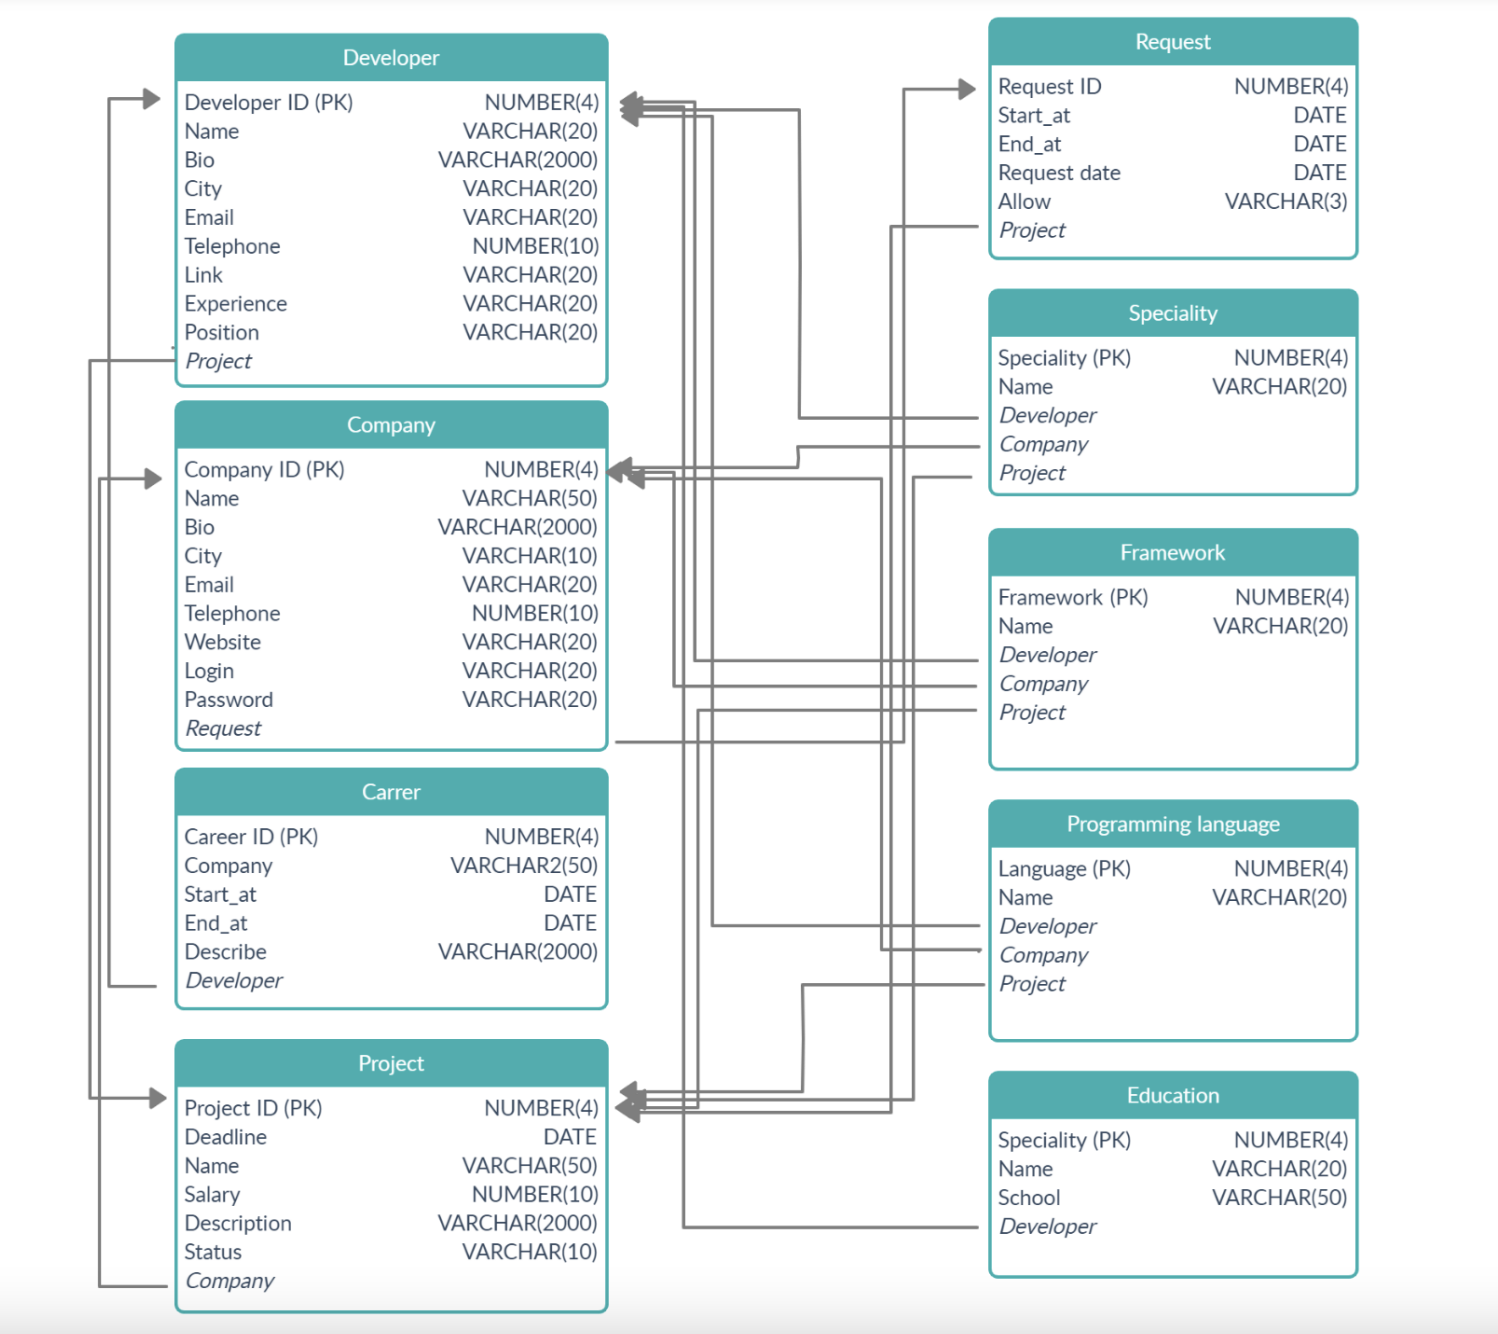 Developer
Developer ID (PK) NUMBER(4)
Name VARCHAR(20)
Bio VARCHAR(2000)
City VARCHAR(20)
Email VARCHAR(20)
Telephone NUMBER(10)
Link VARCHAR(20)
Experience VARCHAR(20)
Position VARCHAR(20)
Project
Company
Company ID (PK) NUMBER(4)
Name VARCHAR(50)
Bio VARCHAR(2000)
City VARCHAR(10)
Email VARCHAR(20)
Telephone NUMBER(10)
Website VARCHAR(20)
Login VARCHAR(20)
Password VARCHAR(20)
Request
Carrer
Career ID (PK) NUMBER(4)
Company VARCHAR2(50)
Start_at DATE
End_at DATE
Describe VARCHAR(2000)
Developer
Project
Project ID (PK) NUMBER(4)
Deadline DATE
Name VARCHAR(50)
Salary NUMBER(10)
Description VARCHAR(2000)
Status VARCHAR(10)
Company
Request
Request ID NUMBER(4)
Start_at DATE
End_at DATE
Request date DATE
Allow VARCHAR(3)
Project
Speciality
Speciality (PK) NUMBER(4)
Name VARCHAR(20)
Developer
Company
Project
Framework
Framework (PK) NUMBER(4)
Name VARCHAR(20)
Developer
Company
Project
Programming language
Language (PK) NUMBER(4)
Name VARCHAR(20)
Developer
Company
Project
Education
Speciality (PK) NUMBER(4)
Name VARCHAR(20)
School VARCHAR(50)
Developer